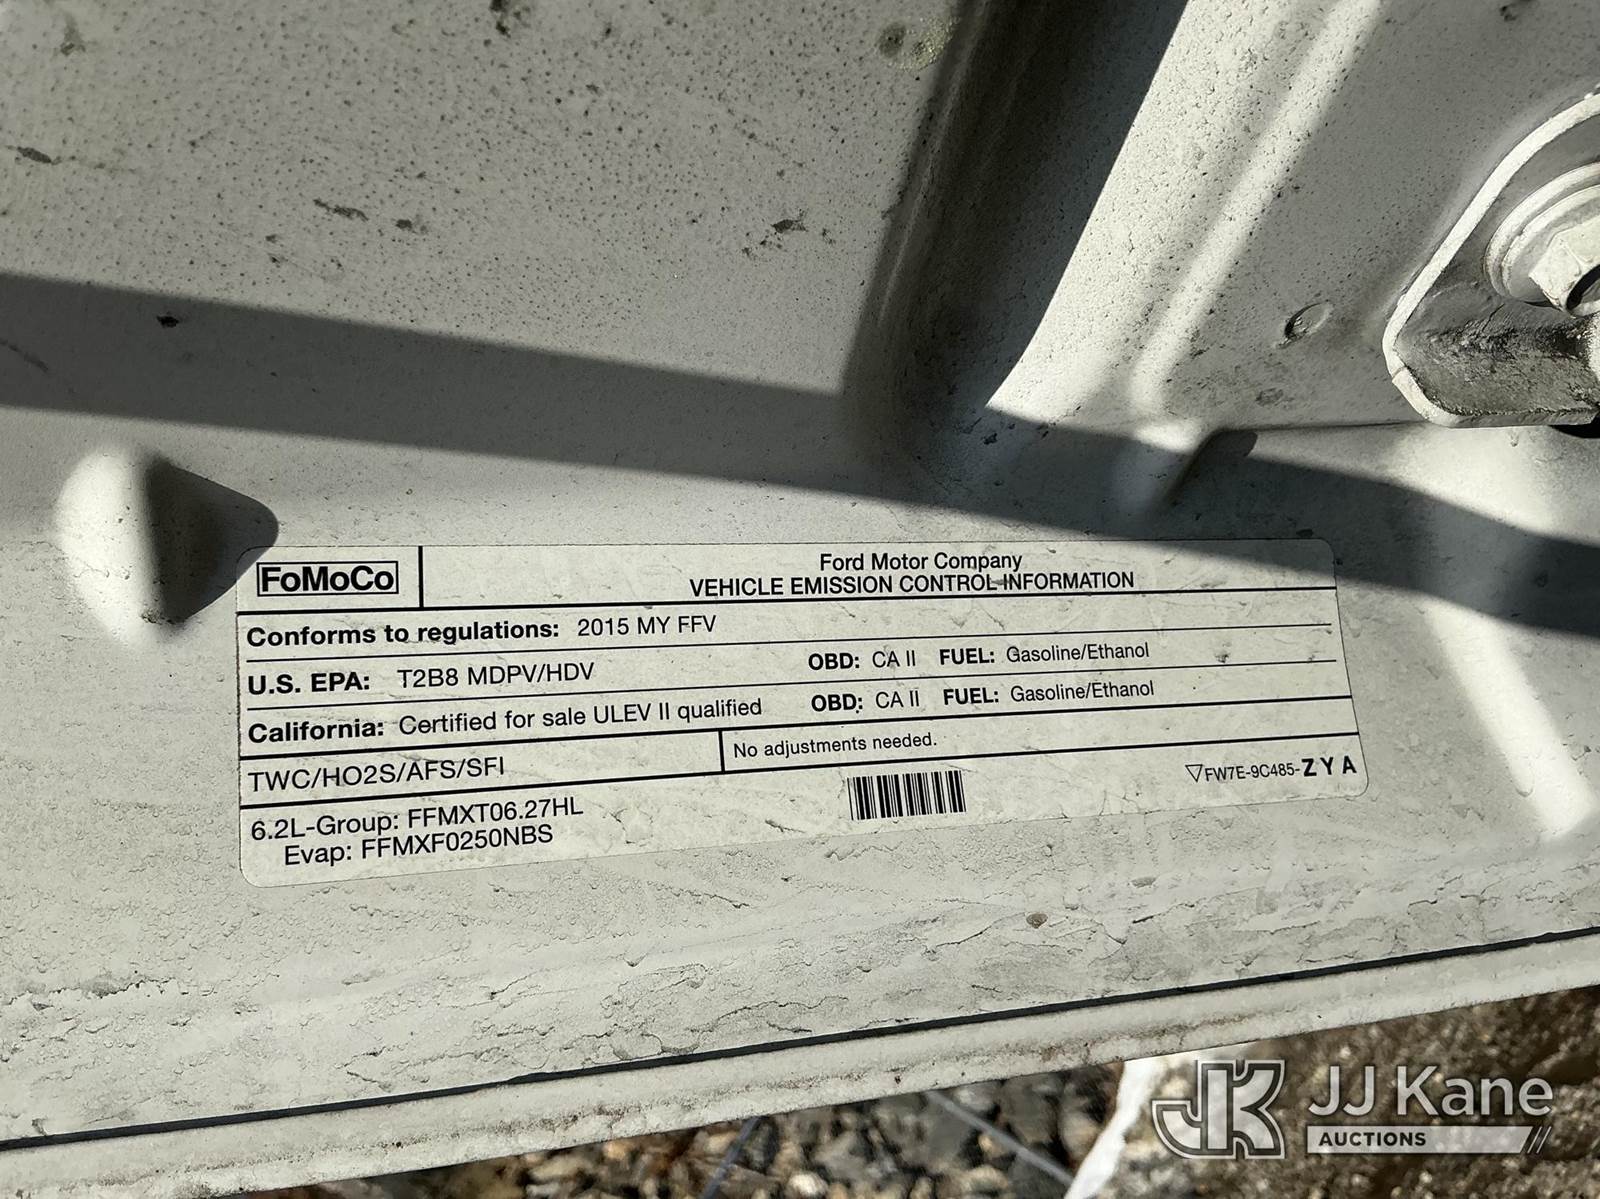 FoMoCo
Ford Motor Company
VEHICLE EMISSION CONTROL INFORMATION
Conforms to regulations: 2015 MY FFV
U.S. EPA: T2B8 MDPV/HDV OBD: CA II FUEL: Gasoline/Ethanol
California: Certified for sale ULEV II qualified OBD: CA II FUEL: Gasoline/Ethanol
TWC/HO2S/AFS/SFI No adjustments needed.
6.2L-Group: FFMXT06.27HL
Evap: FFMXF0250NBS
FW7E-9C485-ZYA
JK JJ Kane
AUCTIONS